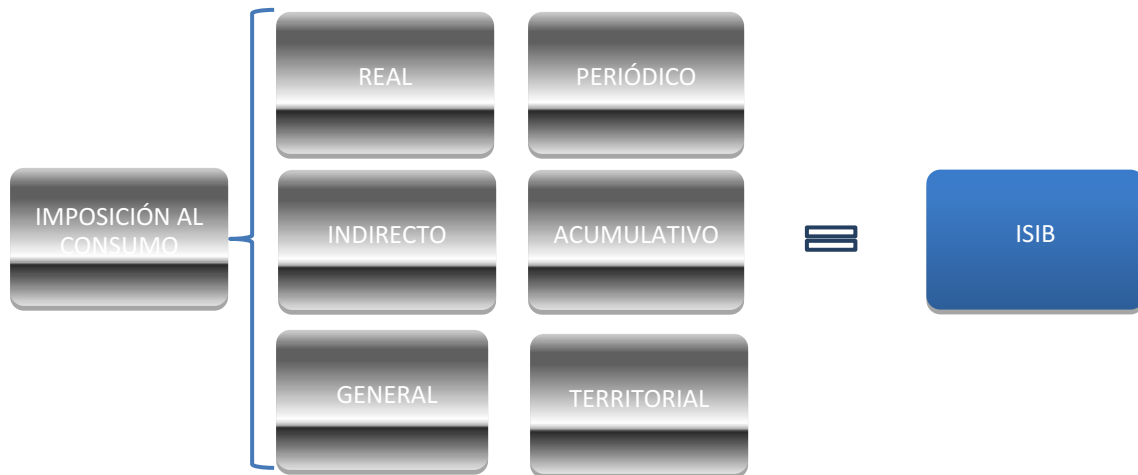 REAL
PERIÓDICO
IMPOSICIÓN AL
CONSUMO
INDIRECTO
ACUMULATIVO
ISIB
GENERAL
TERRITORIAL